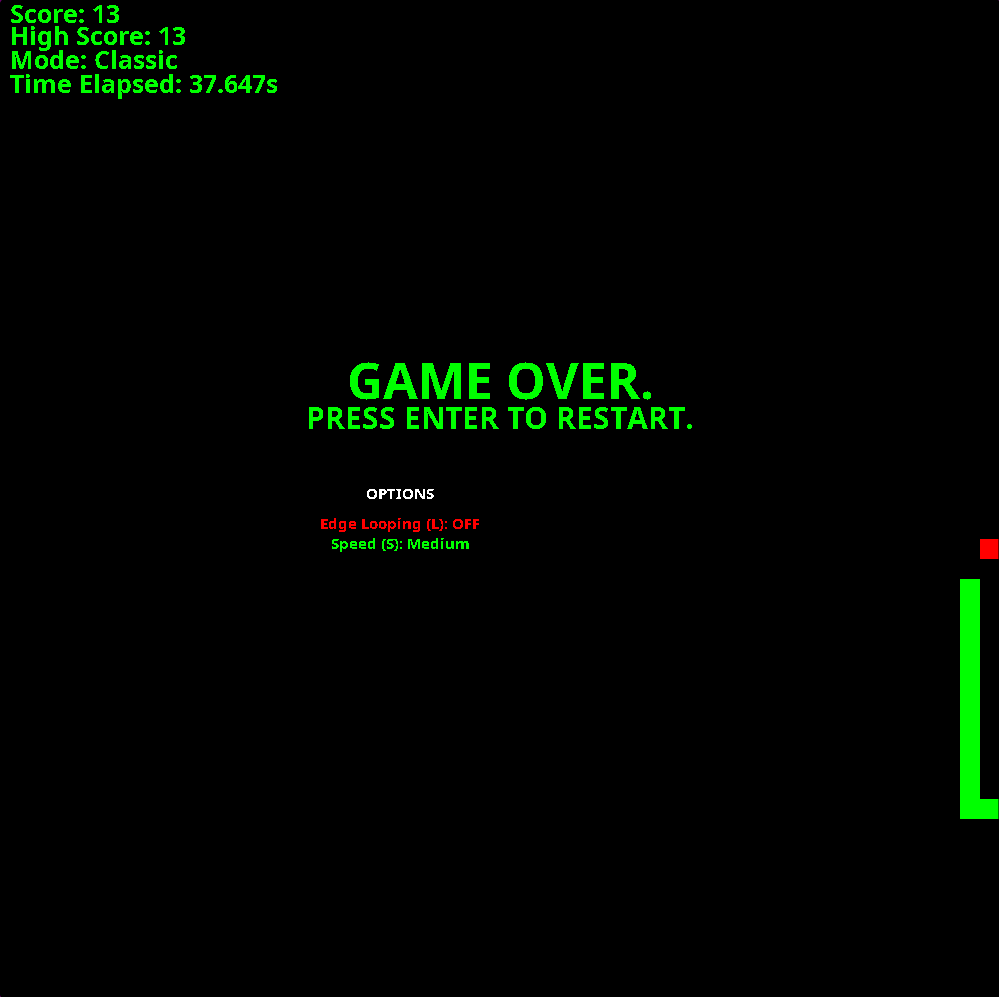 Score: 13
High Score: 13
Mode: Classic
Time Elapsed: 37.647s
GAME OVER.
PRESS ENTER TO RESTART.
OPTIONS
Edge Looping (L): OFF
Speed (S): Medium